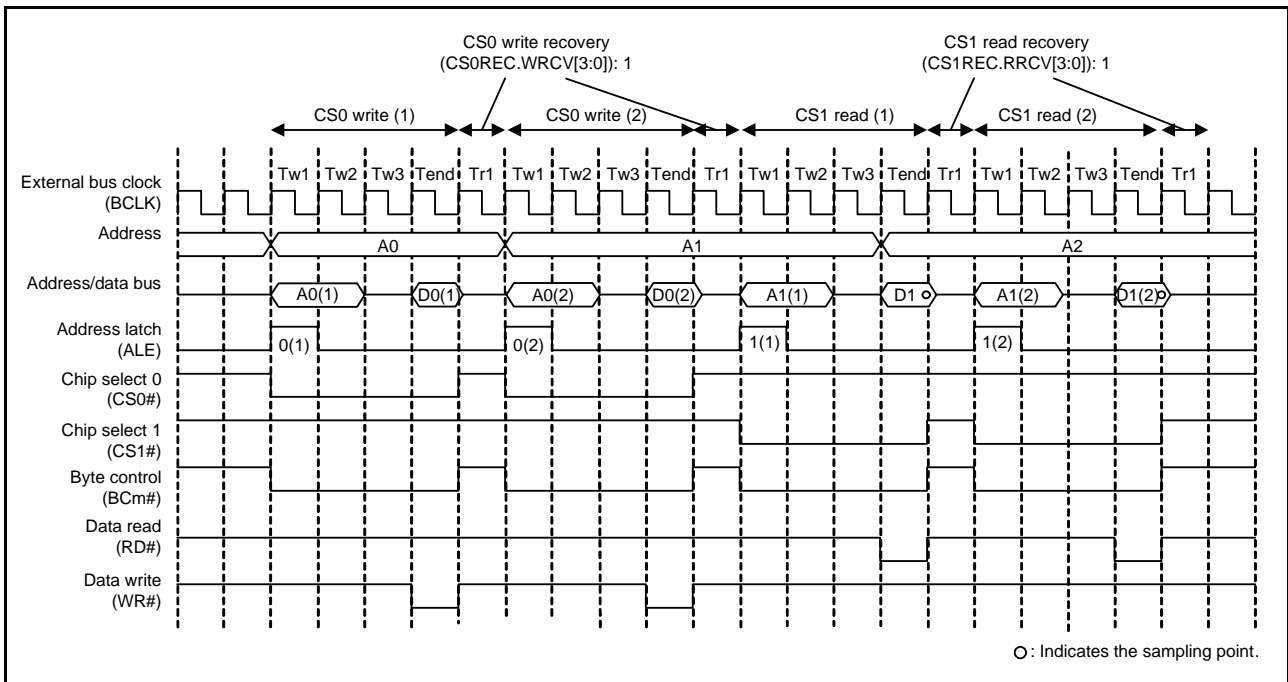 CS0 write recovery
(CS0REC.WRCV[3:0]): 1
CS1 read recovery
(CS1REC.RRCV[3:0]): 1
CS0 write (1)
CS0 write (2)
CS1 read (1)
CS1 read (2)
Tw1 Tw2 Tw3 Tend Tr1 Tw1 Tw2 Tw3 Tend Tr1 Tw1 Tw2 Tw3 Tend Tr1 Tw1 Tw2 Tw3 Tend Tr1
External bus clock
(BCLK)
Address
A0 A1 A2
Address/data bus
A0(1) D0(1) A0(2) D0(2) A1(1) D1 A1(2) D1(2)
Address latch
(ALE)
0(1) 0(2) 1(1) 1(2)
Chip select 0
(CS0#)
Chip select 1
(CS1#)
Byte control
(BCm#)
Data read
(RD#)
Data write
(WR#)
: Indicates the sampling point.